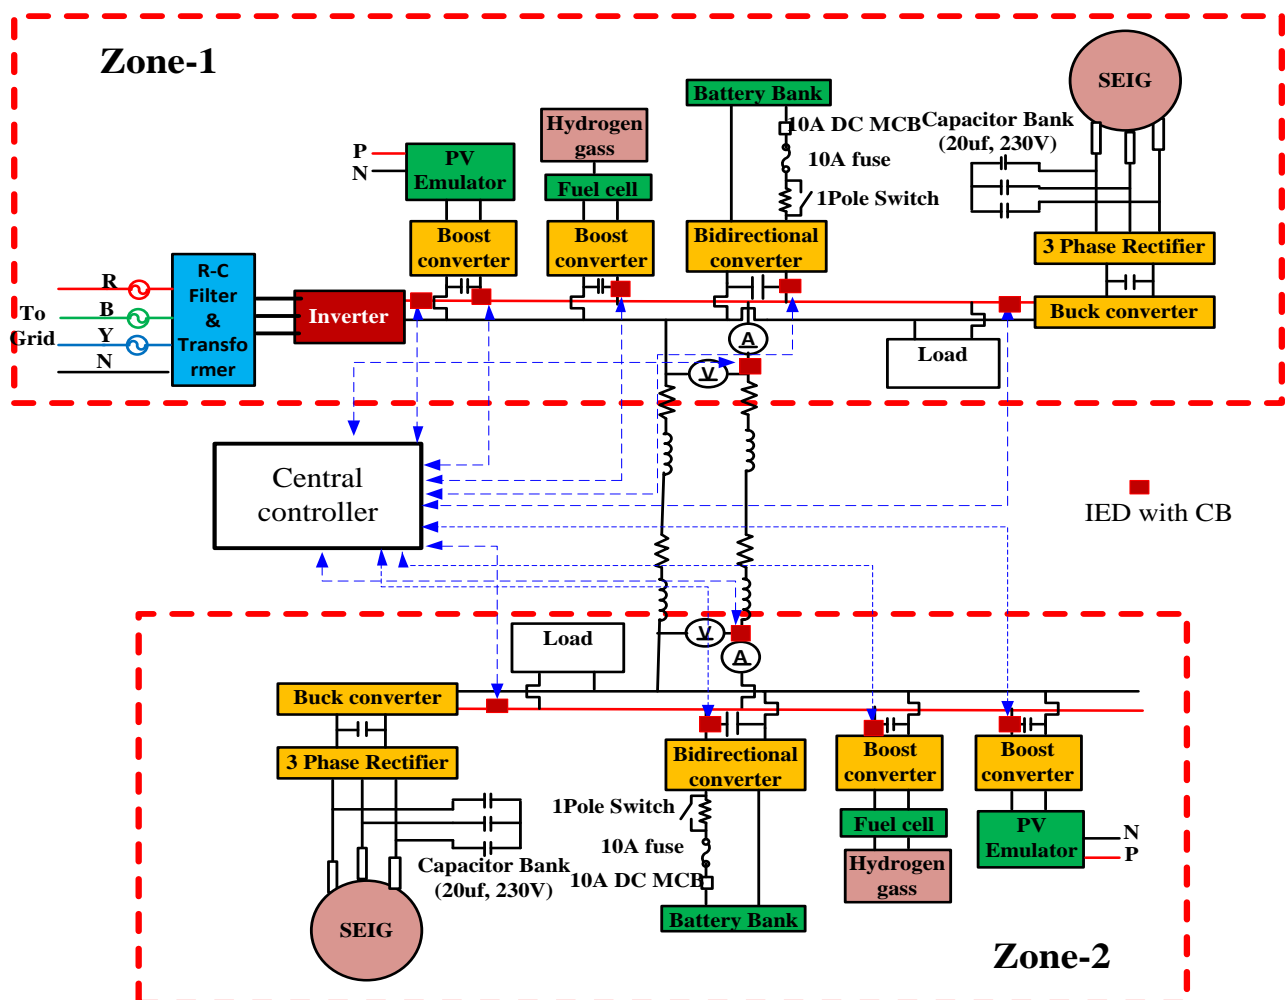 Zone-1
SEIG
Battery Bank
10A DC MCB
Capacitor Bank
(20uf, 230V)
Hydrogen
gass
P
N
PV
Emulator
10A fuse
Fuel cell
1Pole Switch
Boost
converter
Boost
converter
Bidirectional
converter
3 Phase Rectifier
R-C
Filter
&
Transfo
rmer
R
B
Y
N
To
Grid
Inverter
Buck converter
A
V
Load
Central
controller
IED with CB
Load
V
A
Buck converter
3 Phase Rectifier
Bidirectional
converter
Boost
converter
Boost
converter
1Pole Switch
10A fuse
10A DC MCB
Fuel cell
PV
Emulator
N
P
Capacitor Bank
(20uf, 230V)
Hydrogen
gass
Battery Bank
SEIG
Zone-2